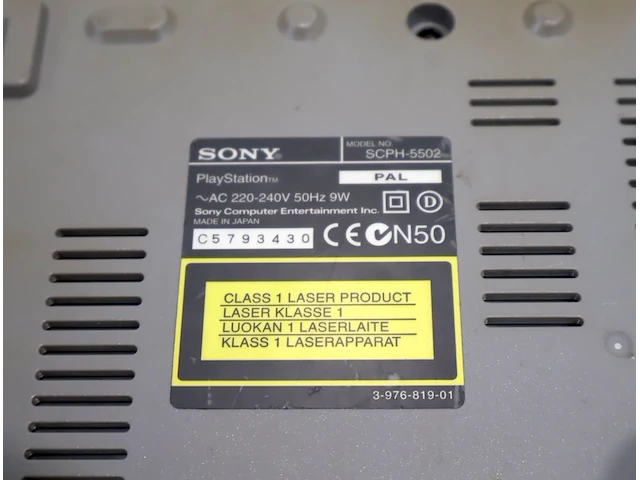 SONY®
MODEL NO.
SCPH-5502
PlayStation™
PAL
~AC 220-240V 50Hz 9W
Sony Computer Entertainment Inc.
D
MADE IN JAPAN
C5793430
CE N50
CLASS 1 LASER PRODUCT
LASER KLASSE 1
LUOKAN 1 LASERLAITE
KLASS 1 LASERAPPARAT
3-976-819-01